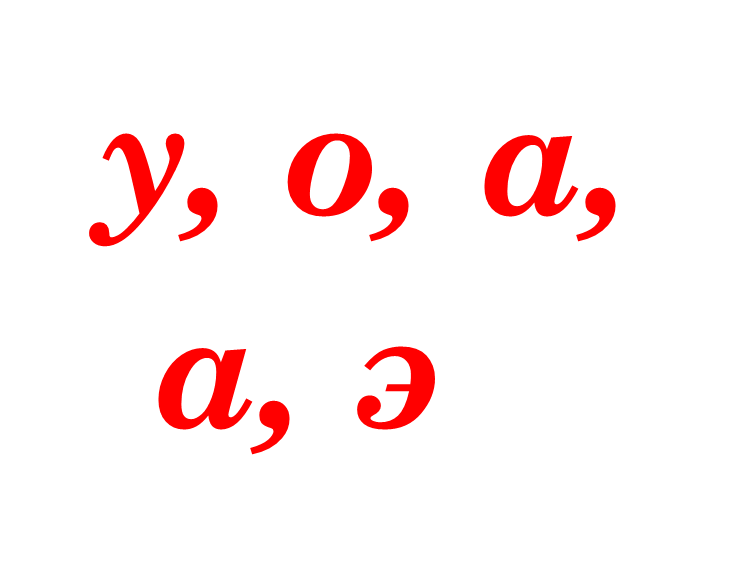 у, о, а,
а, э